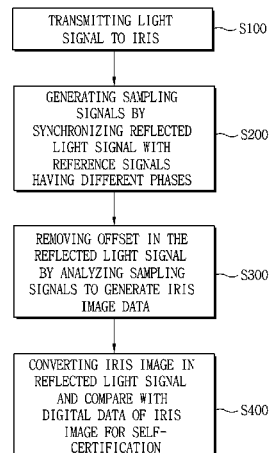 TRANSMITTING LIGHT
SIGNAL TO IRIS
S100
GENERATING SAMPLING
SIGNALS BY
SYNCHRONIZING REFLECTED
LIGHT SIGNAL WITH
REFERENCE SIGNALS
HAVING DIFFERENT PHASES
S200
REMOVING OFFSET IN THE
REFLECTED LIGHT SIGNAL
BY ANALYZING SAMPLING
SIGNALS TO GENERATE IRIS
IMAGE DATA
S300
CONVERTING IRIS IMAGE IN
REFLECTED LIGHT SIGNAL
AND COMPARE WITH
DIGITAL DATA OF IRIS
IMAGE FOR SELF-
CERTIFICATION
S400